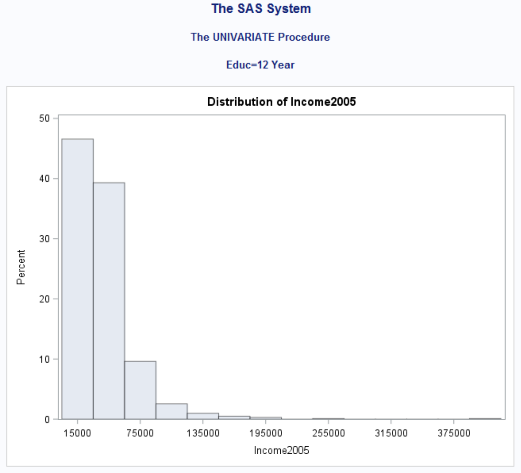 The SAS System
The UNIVARIATE Procedure
Educ=12 Year
Distribution of Income2005
50
40
30
20
10
0
Percent
15000 75000 135000 195000 255000 315000 375000
Income2005